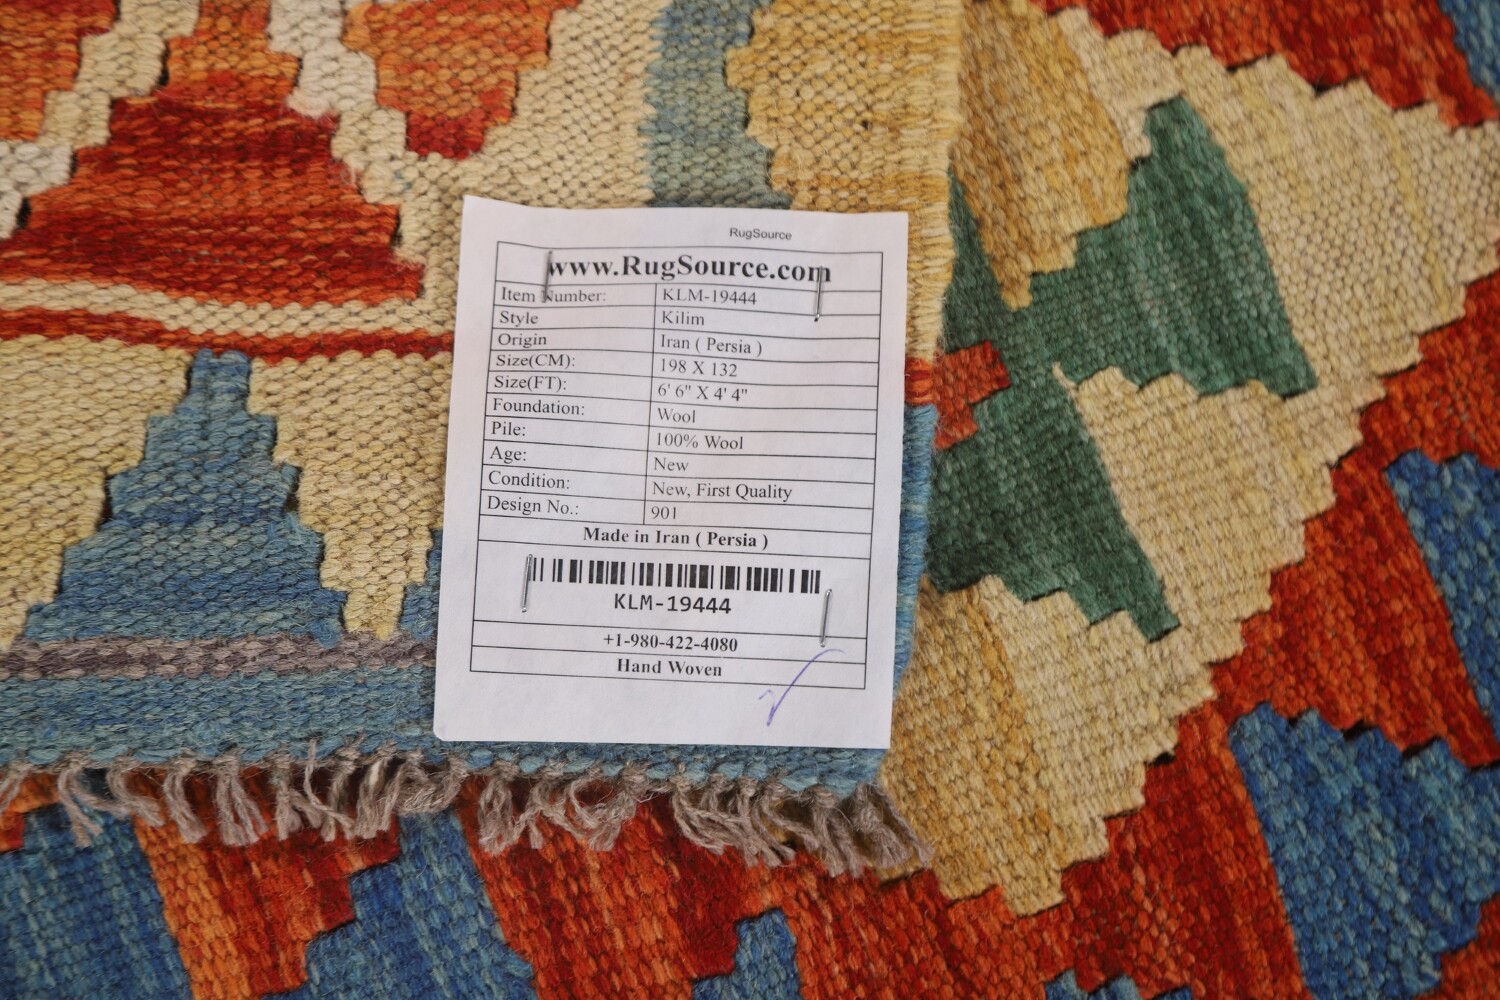 RugSource
www.RugSource.com
Item Number: KLM-19444
Style Kilim
Origin Iran ( Persia )
Size(CM): 198 X 132
Size(FT): 6' 6" X 4' 4"
Foundation: Wool
Pile: 100% Wool
Age: New
Condition: New, First Quality
Design No.: 901
Made in Iran ( Persia )
KLM-19444
+1-980-422-4080
Hand Woven